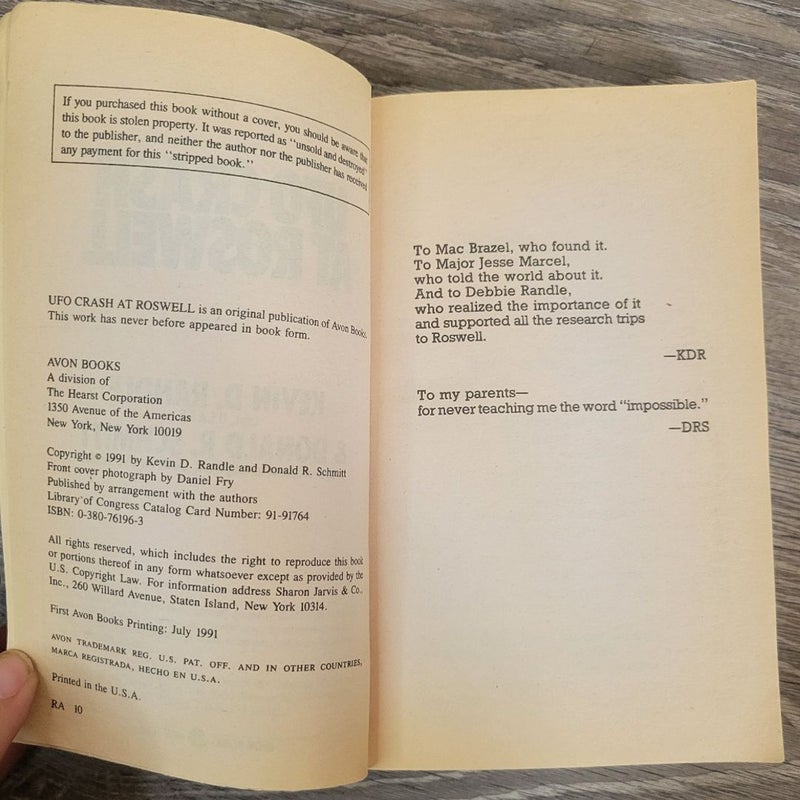 If you purchased this book without a cover, you should be aware that
this book is stolen property. It was reported as "unsold and destroyed"
to the publisher, and neither the author nor the publisher has received
any payment for this "stripped book."
UFO CRASH AT ROSWELL is an original publication of Avon Books.
This work has never before appeared in book form.
AVON BOOKS
A division of
The Hearst Corporation
1350 Avenue of the Americas
New York, New York 10019
Copyright © 1991 by Kevin D. Randle and Donald R. Schmitt
Front cover photograph by Daniel Fry
Published by arrangement with the authors
Library of Congress Catalog Card Number: 91-91764
ISBN: 0-380-76196-3
All rights reserved, which includes the right to reproduce this book
or portions thereof in any form whatsoever except as provided by the
U.S. Copyright Law. For information address Sharon Jarvis & Co.,
Inc., 260 Willard Avenue, Staten Island, New York 10314.
First Avon Books Printing: July 1991
AVON TRADEMARK REG. U.S. PAT. OFF. AND IN OTHER COUNTRIES,
MARCA REGISTRADA, HECHO EN U.S.A.
Printed in the U.S.A.
RA 10
To Mac Brazel, who found it.
To Major Jesse Marcel,
who told the world about it.
And to Debbie Randle,
who realized the importance of it
and supported all the research trips
to Roswell.
—KDR
To my parents—
for never teaching me the word "impossible."
—DRS